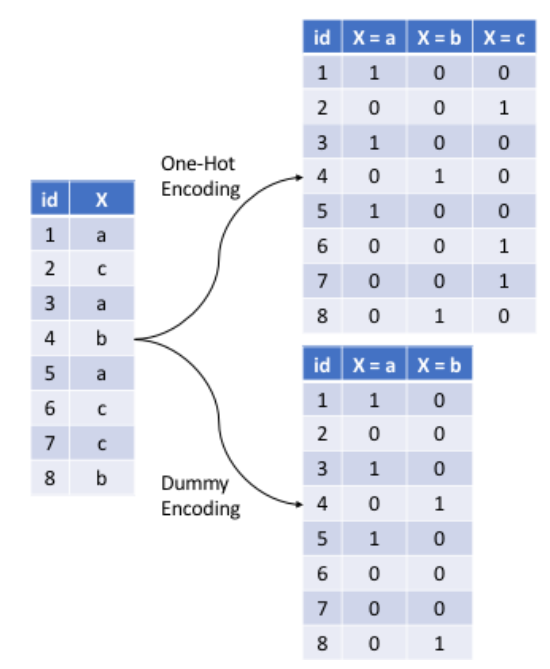 id X = a X = b X = c
1 1 0 0
2 0 0 1
3 1 0 0
4 0 1 0
5 1 0 0
6 0 0 1
7 0 0 1
8 0 1 0
One-Hot
Encoding
id X
1 a
2 c
3 a
4 b
5 a
6 c
7 c
8 b
Dummy
Encoding
id X = a X = b
1 1 0
2 0 0
3 1 0
4 0 1
5 1 0
6 0 0
7 0 0
8 0 1